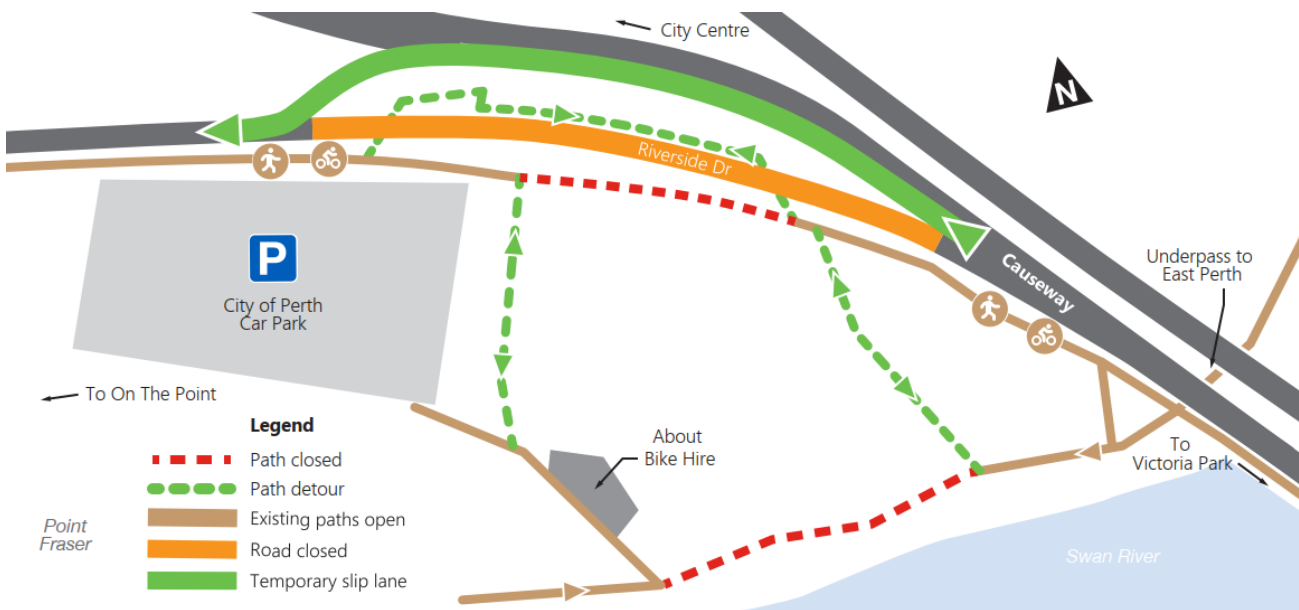 City Centre
N
Riverside Dr
Causeway
Underpass to
East Perth
P
City of Perth
Car Park
To On The Point
About
Bike Hire
To
Victoria Park
Legend
Path closed
Path detour
Existing paths open
Road closed
Temporary slip lane
Point
Fraser
Swan River